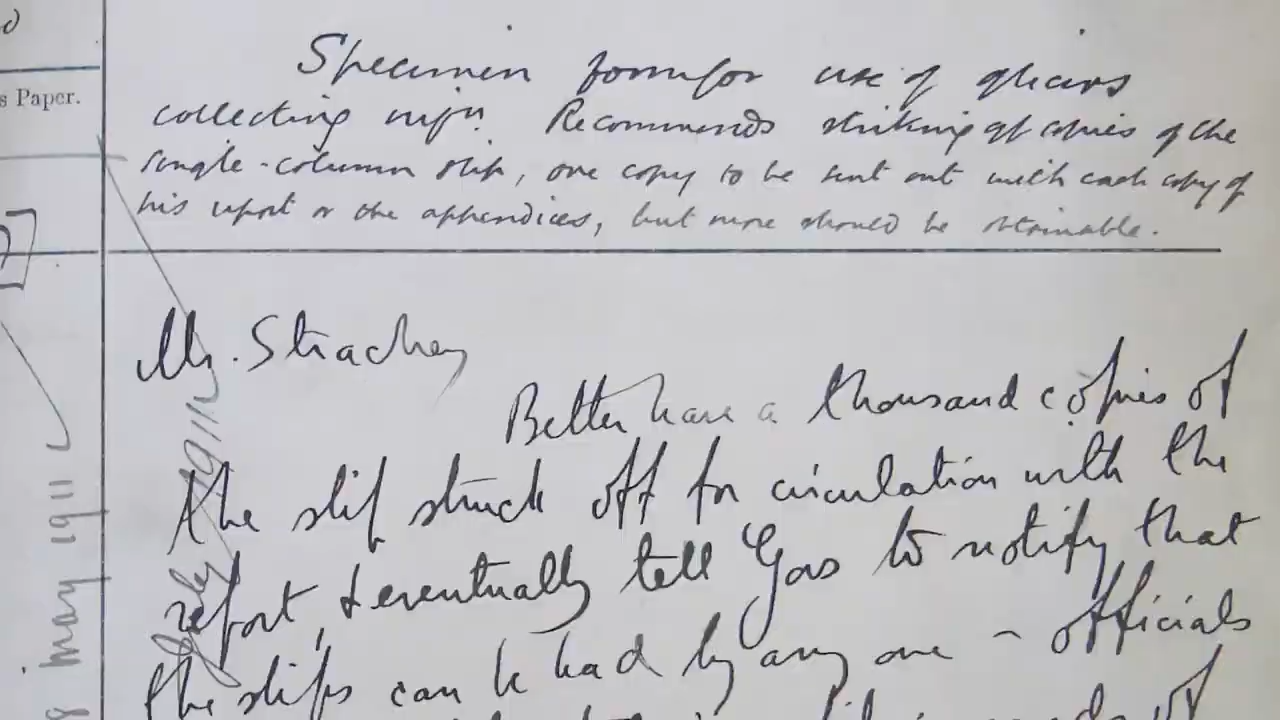 s Paper.
Specimen form for use of officers
collecting infn. Recommends striking off copies of the
single-column slip, one copy to be sent out with each copy of
his report or the appendices, but more should be obtainable.
Mr. Strachey
Better have a thousand copies of
the slip struck off for circulation with the
report, & eventually tell Govs to notify that
the slips can be had by any one – officials
May 1911
July 1911